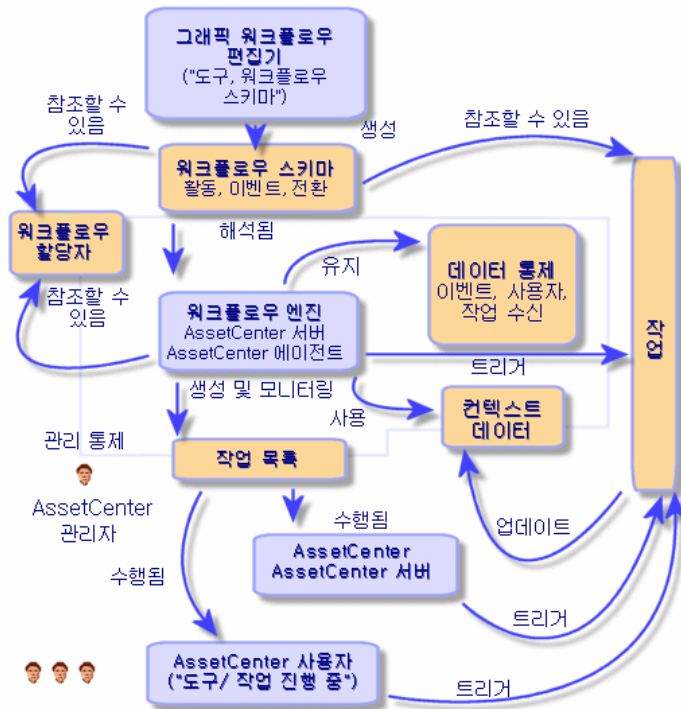 그래픽 워크플로우
편집기
("도구, 워크플로우
스키마")
참조할 수
있음
생성
참조할 수 있음
워크플로우 스키마
활동, 이벤트, 전환
워크플로우
할당자
해석됨
유지
데이터 통제
이벤트, 사용자,
작업 수신
참조할 수
있음
워크플로우 엔진
AssetCenter 서버
AssetCenter 에이전트
작업
트리거
생성 및 모니터링
사용
컨텍스트
데이터
관리 통제
작업 목록
AssetCenter
관리자
수행됨
업데이트
AssetCenter
AssetCenter 서버
수행됨
트리거
AssetCenter 사용자
("도구/ 작업 진행 중")
트리거